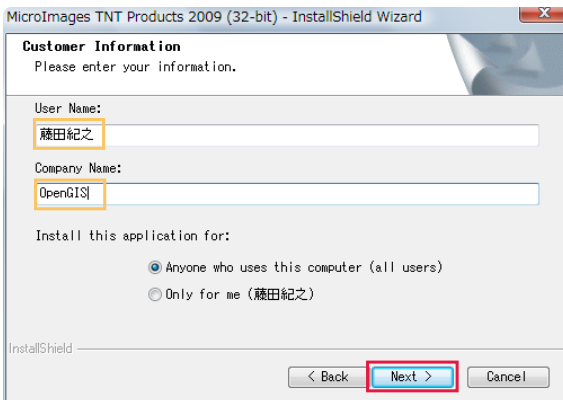 MicroImages TNT Products 2009 (32-bit) - InstallShield Wizard
Customer Information
Please enter your information.
User Name:
藤田紀之
Company Name:
OpenGIS
Install this application for:
Anyone who uses this computer (all users)
Only for me (藤田紀之)
InstallShield
< Back Next > Cancel